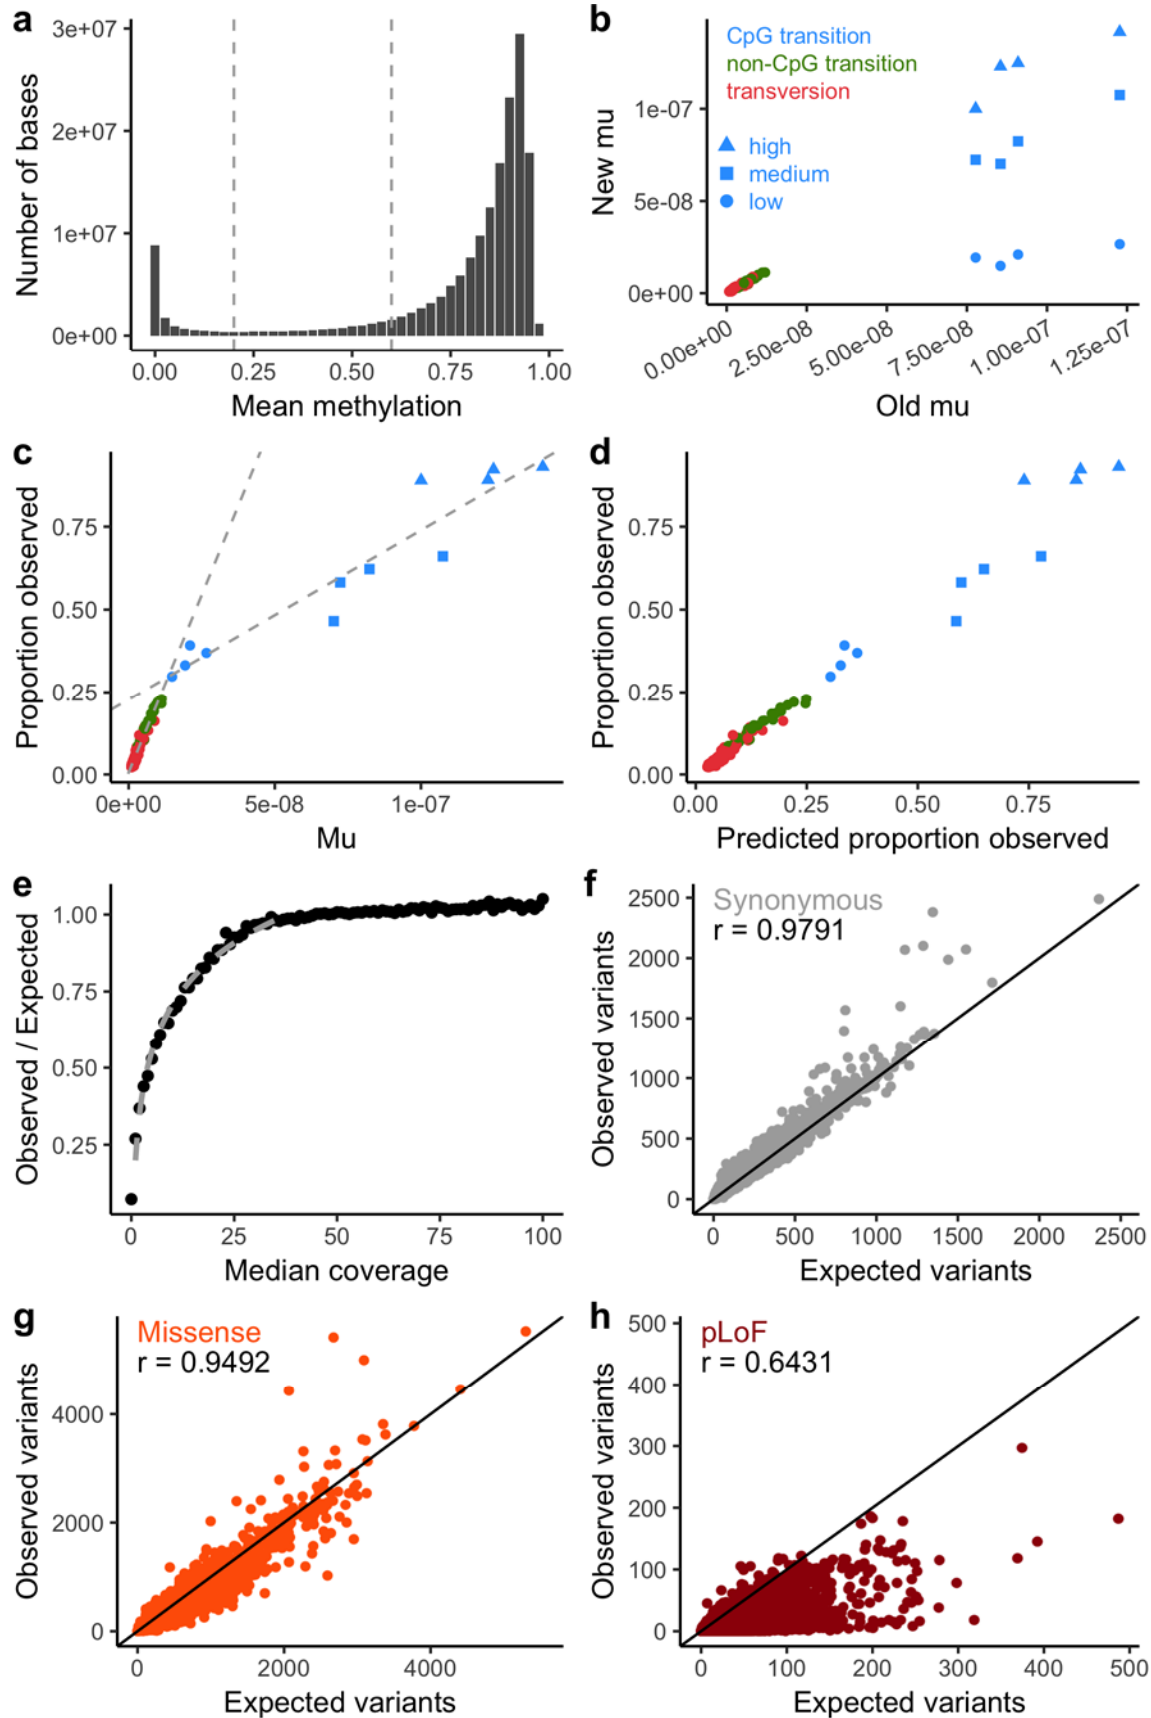 a
3e+07
2e+07
1e+07
0e+00
Number of bases
0.00
0.25
0.50
0.75
1.00
Mean methylation
b
CpG transition
non-CpG transition
transversion
high
medium
low
1e-07
5e-08
0e+00
New mu
0.00e+00
2.50e-08
5.00e-08
7.50e-08
1.00e-07
1.25e-07
Old mu
c
0.75
0.50
0.25
0.00
Proportion observed
0e+00
5e-08
1e-07
Mu
d
0.75
0.50
0.25
0.00
Proportion observed
0.00
0.25
0.50
0.75
Predicted proportion observed
e
1.00
0.75
0.50
0.25
Observed / Expected
0
25
50
75
100
Median coverage
f
Synonymous
r = 0.9791
2500
2000
1500
1000
500
0
Observed variants
0
500
1000
1500
2000
2500
Expected variants
g
Missense
r = 0.9492
4000
2000
0
Observed variants
0
2000
4000
Expected variants
h
pLoF
r = 0.6431
500
400
300
200
100
0
Observed variants
0
100
200
300
400
500
Expected variants